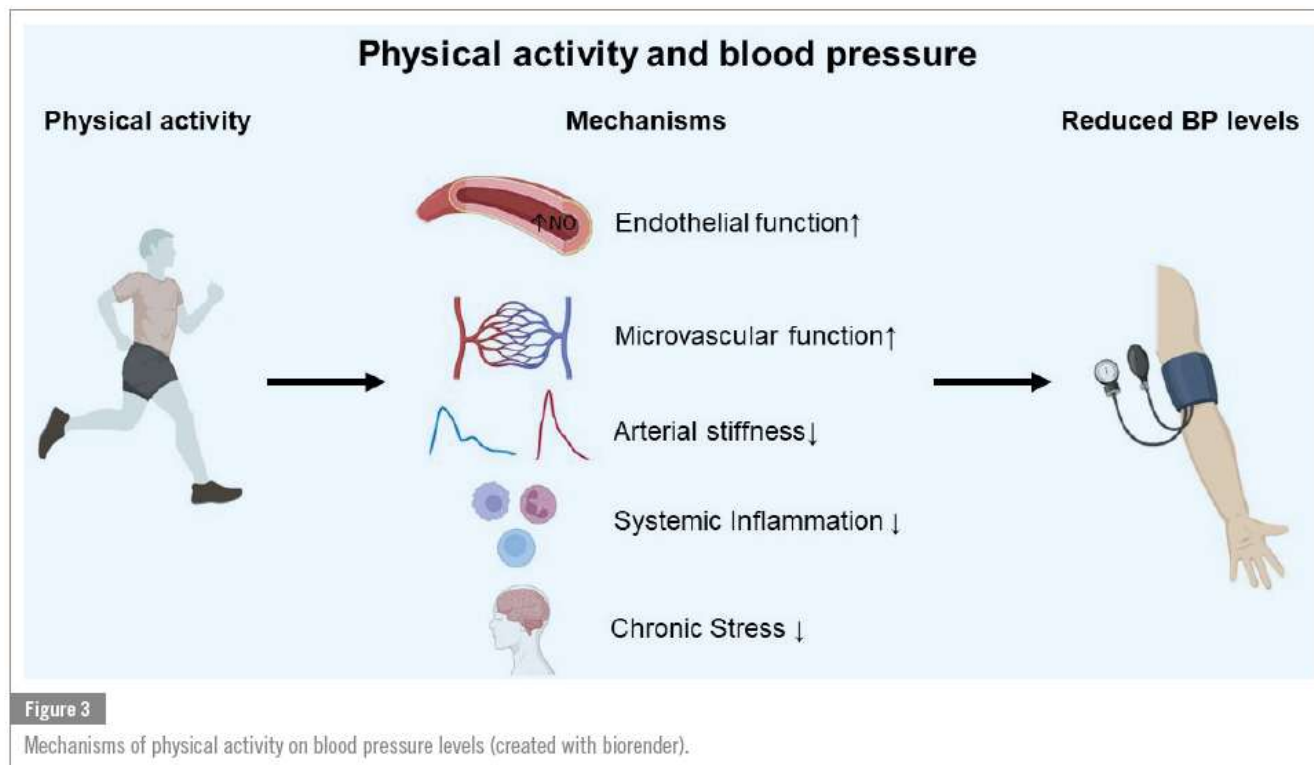 Physical activity and blood pressure
Physical activity
Mechanisms
Reduced BP levels
↑NO
Endothelial function↑
Microvascular function↑
Arterial stiffness↓
Systemic Inflammation ↓
Chronic Stress ↓
Figure 3
Mechanisms of physical activity on blood pressure levels (created with biorender).